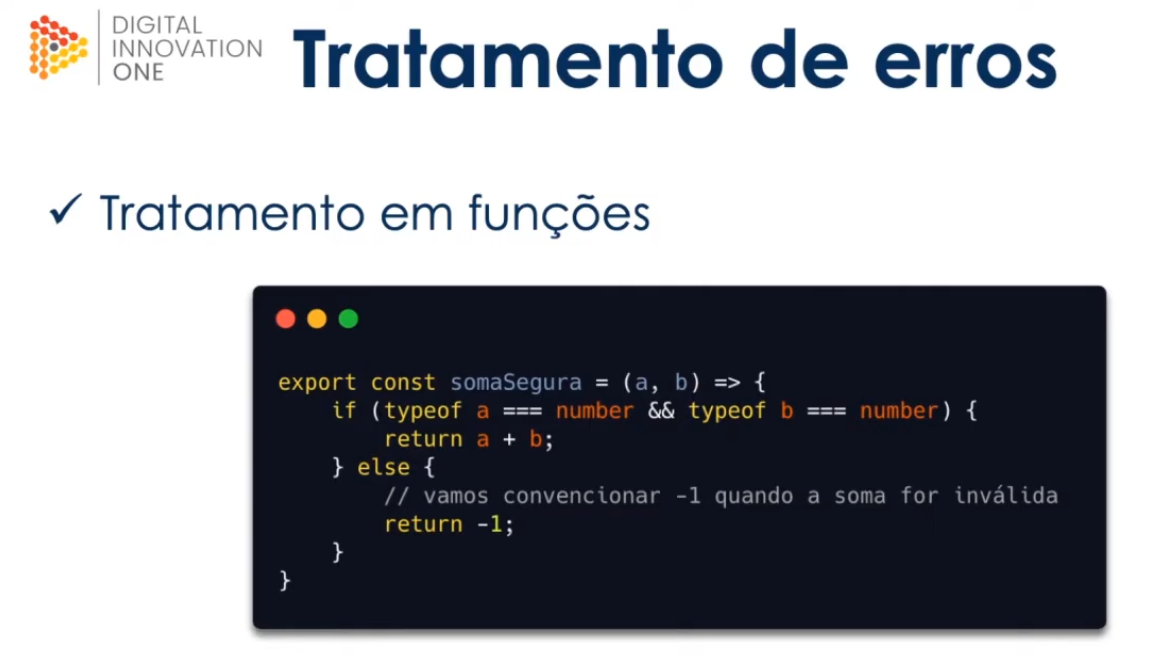 DIGITAL
INNOVATION
ONE
Tratamento de erros
✓ Tratamento em funções
export const somaSegura = (a, b) => {
    if (typeof a === number && typeof b === number) {
        return a + b;
    } else {
        // vamos convencionar -1 quando a soma for inválida
        return -1;
    }
}